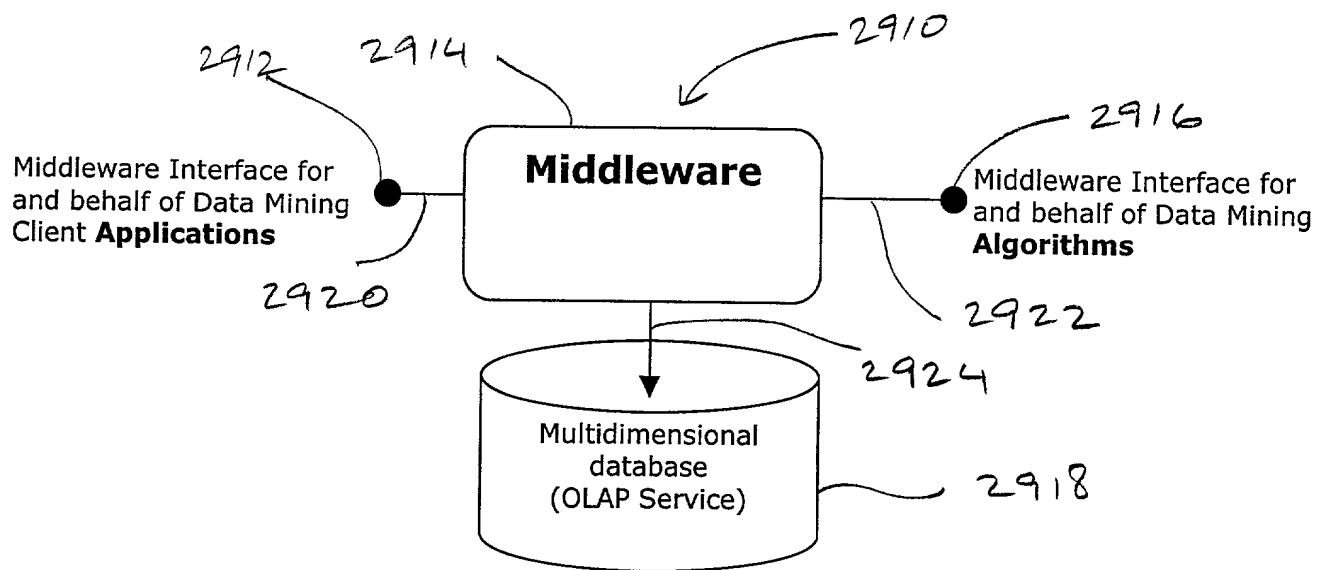 2910
2912
2914
2916
Middleware
Middleware Interface for
and behalf of Data Mining
Client Applications
Middleware Interface for
and behalf of Data Mining
Algorithms
2920
2922
2924
Multidimensional
database
(OLAP Service)
2918